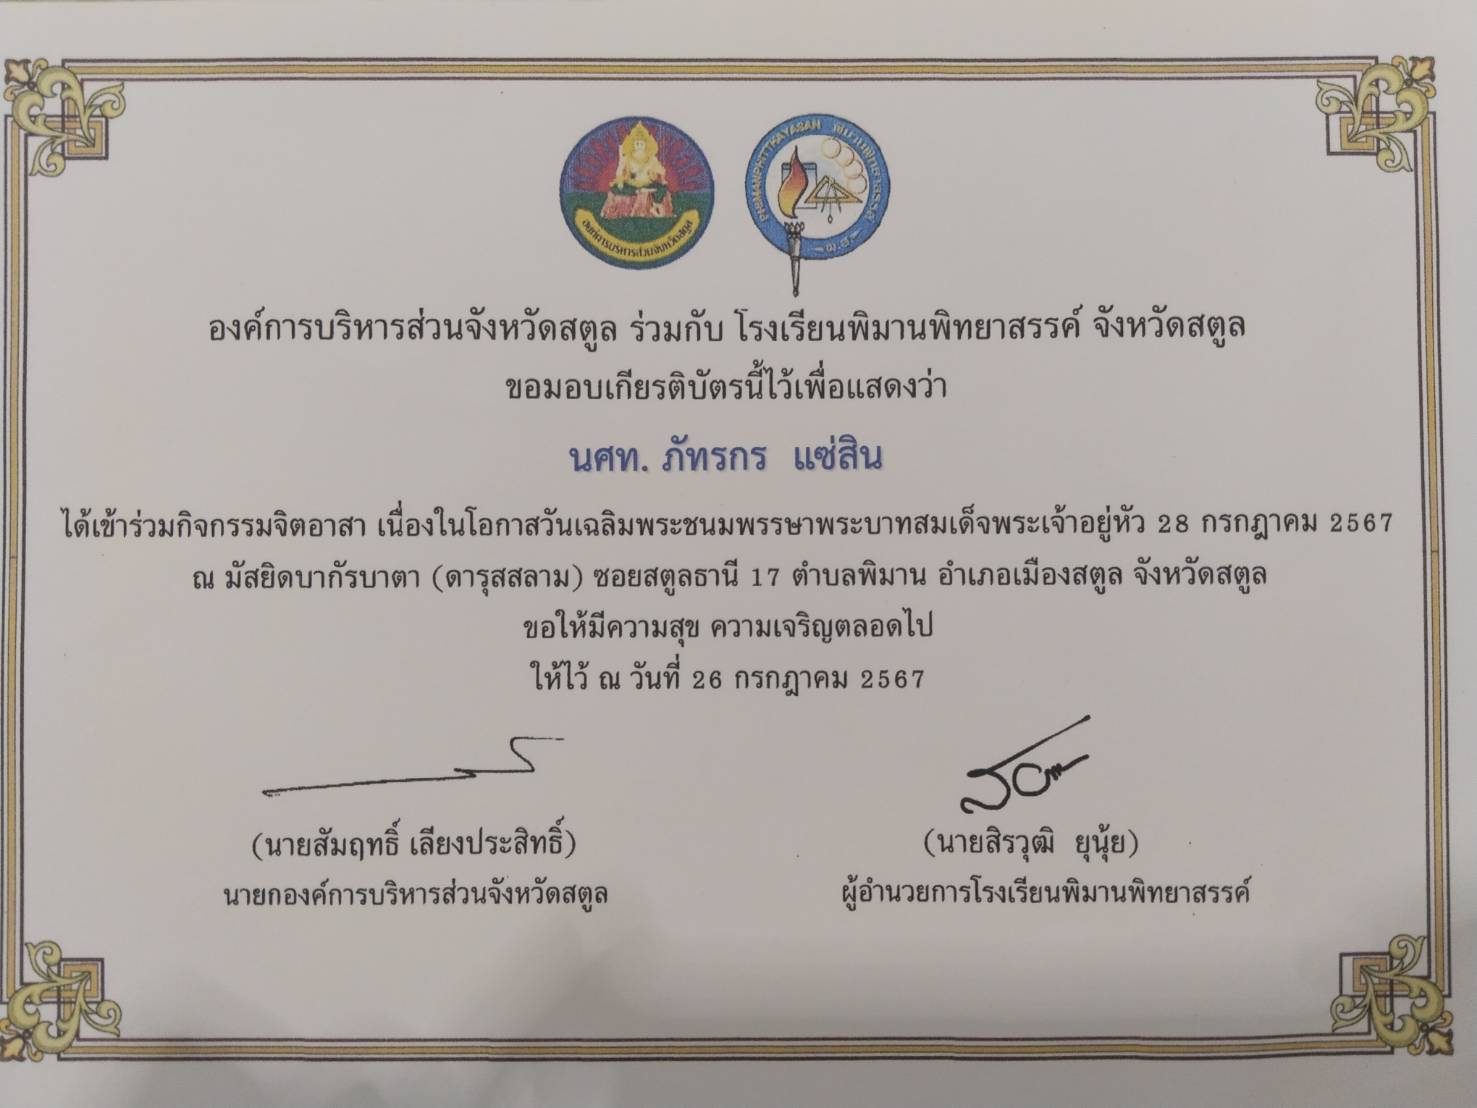 องค์การบริหารส่วนจังหวัดสตูล
PHIMANPHITTHAYASAN พิมานพิทยาสรรค์
พ.ส.
องค์การบริหารส่วนจังหวัดสตูล ร่วมกับ โรงเรียนพิมานพิทยาสรรค์ จังหวัดสตูล
ขอมอบเกียรติบัตรนี้ไว้เพื่อแสดงว่า
นศท. ภัทรกร แซ่สิน
ได้เข้าร่วมกิจกรรมจิตอาสา เนื่องในโอกาสวันเฉลิมพระชนมพรรษาพระบาทสมเด็จพระเจ้าอยู่หัว 28 กรกฎาคม 2567
ณ มัสยิดบากัรบาตา (ดารุสสลาม) ซอยสตูลธานี 17 ตำบลพิมาน อำเภอเมืองสตูล จังหวัดสตูล
ขอให้มีความสุข ความเจริญตลอดไป
ให้ไว้ ณ วันที่ 26 กรกฎาคม 2567
(นายสัมฤทธิ์ เลียงประสิทธิ์)
นายกองค์การบริหารส่วนจังหวัดสตูล
(นายสิรวุฒิ ยุนุ้ย)
ผู้อำนวยการโรงเรียนพิมานพิทยาสรรค์